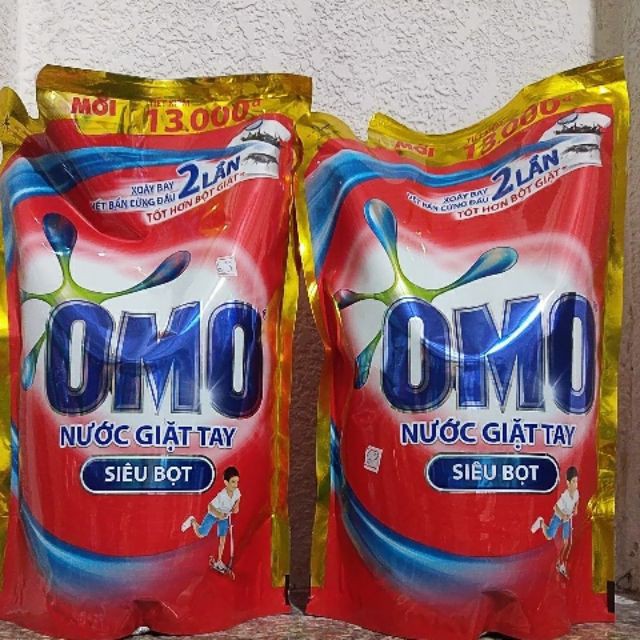 MỚI
TIẾT KIỆM
13.000đ
XOÁY BAY
VẾT BẨN CỨNG ĐẦU
2 LẦN
TỐT HƠN BỘT GIẶT*
OMO
NƯỚC GIẶT TAY
SIÊU BỌT
MỚI
13.000đ
XOÁY BAY
VẾT BẨN CỨNG ĐẦU
2 LẦN
TỐT HƠN BỘT GIẶT*
OMO
NƯỚC GIẶT TAY
SIÊU BỌT